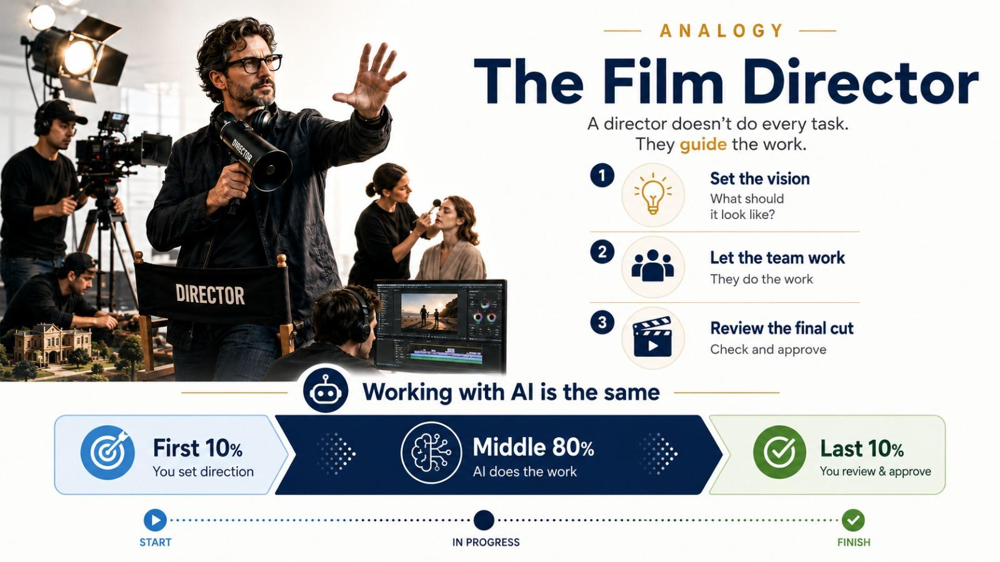 ANALOGY
The Film Director
A director doesn't do every task.
They guide the work.
1
Set the vision
What should
it look like?
2
Let the team work
They do the work
3
Review the final cut
Check and approve
DIRECTOR
DIRECTOR
Working with AI is the same
First 10%
You set direction
Middle 80%
AI does the work
Last 10%
You review & approve
START
IN PROGRESS
FINISH